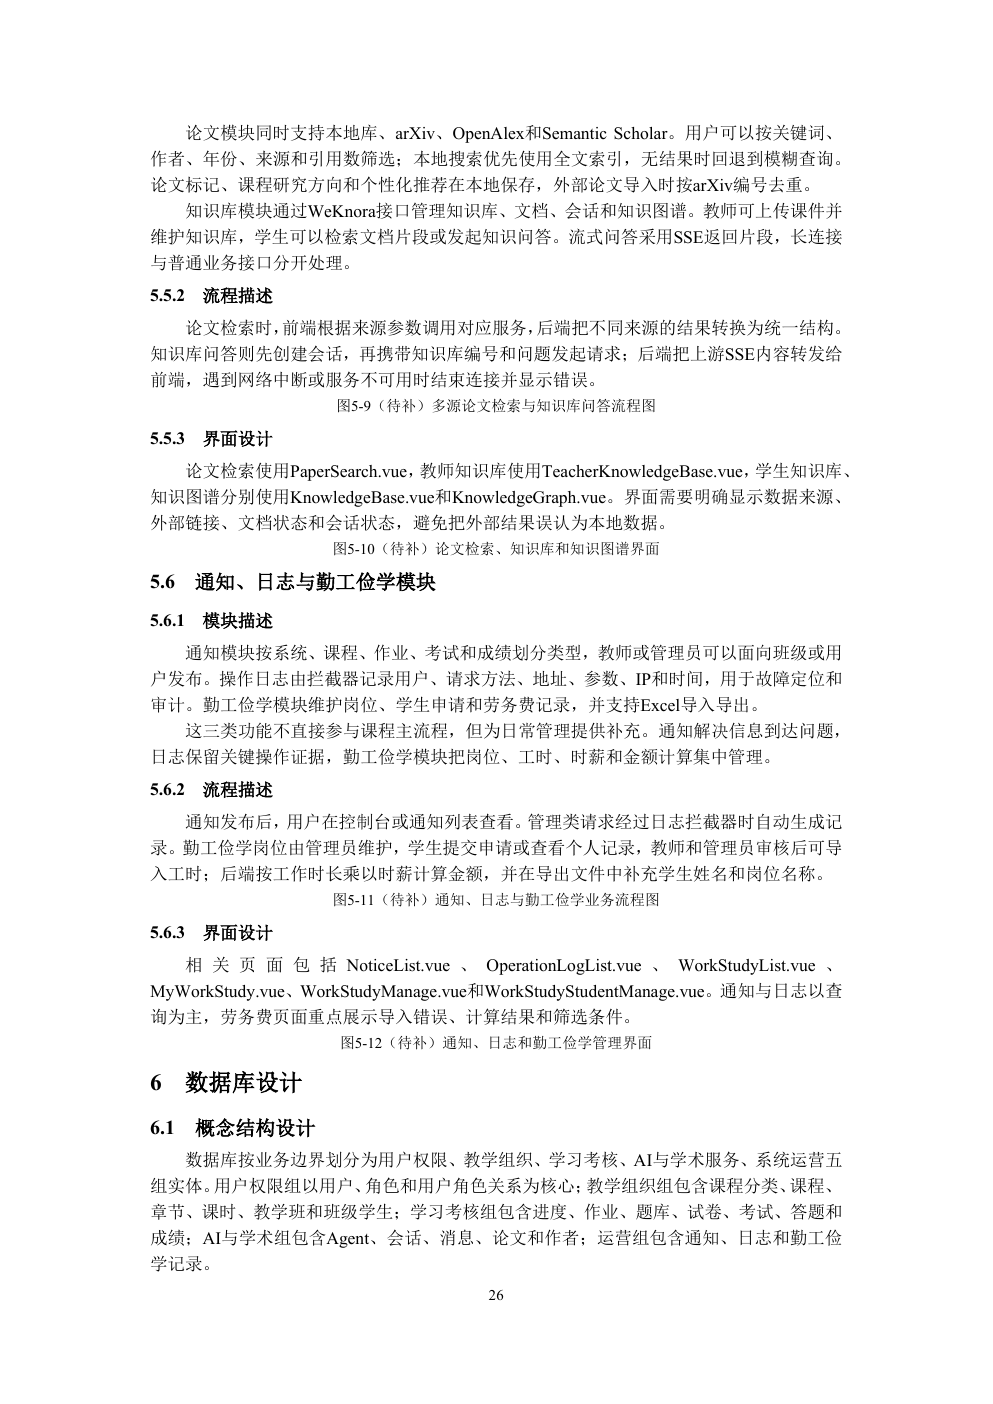 论文模块同时支持本地库、arXiv、OpenAlex和Semantic Scholar。用户可以按关键词、
作者、年份、来源和引用数筛选；本地搜索优先使用全文索引，无结果时回退到模糊查询。
论文标记、课程研究方向和个性化推荐在本地保存，外部论文导入时按arXiv编号去重。
知识库模块通过WeKnora接口管理知识库、文档、会话和知识图谱。教师可上传课件并
维护知识库，学生可以检索文档片段或发起知识问答。流式问答采用SSE返回片段，长连接
与普通业务接口分开处理。
5.5.2 流程描述
论文检索时，前端根据来源参数调用对应服务，后端把不同来源的结果转换为统一结构。
知识库问答则先创建会话，再携带知识库编号和问题发起请求；后端把上游SSE内容转发给
前端，遇到网络中断或服务不可用时结束连接并显示错误。
图5-9（待补）多源论文检索与知识库问答流程图
5.5.3 界面设计
论文检索使用PaperSearch.vue，教师知识库使用TeacherKnowledgeBase.vue，学生知识库、
知识图谱分别使用KnowledgeBase.vue和KnowledgeGraph.vue。界面需要明确显示数据来源、
外部链接、文档状态和会话状态，避免把外部结果误认为本地数据。
图5-10（待补）论文检索、知识库和知识图谱界面
5.6 通知、日志与勤工俭学模块
5.6.1 模块描述
通知模块按系统、课程、作业、考试和成绩划分类型，教师或管理员可以面向班级或用
户发布。操作日志由拦截器记录用户、请求方法、地址、参数、IP和时间，用于故障定位和
审计。勤工俭学模块维护岗位、学生申请和劳务费记录，并支持Excel导入导出。
这三类功能不直接参与课程主流程，但为日常管理提供补充。通知解决信息到达问题，
日志保留关键操作证据，勤工俭学模块把岗位、工时、时薪和金额计算集中管理。
5.6.2 流程描述
通知发布后，用户在控制台或通知列表查看。管理类请求经过日志拦截器时自动生成记
录。勤工俭学岗位由管理员维护，学生提交申请或查看个人记录，教师和管理员审核后可导
入工时；后端按工作时长乘以时薪计算金额，并在导出文件中补充学生姓名和岗位名称。
图5-11（待补）通知、日志与勤工俭学业务流程图
5.6.3 界面设计
相关页面包括NoticeList.vue、OperationLogList.vue、WorkStudyList.vue、
MyWorkStudy.vue、WorkStudyManage.vue和WorkStudyStudentManage.vue。通知与日志以查
询为主，劳务费页面重点展示导入错误、计算结果和筛选条件。
图5-12（待补）通知、日志和勤工俭学管理界面
6 数据库设计
6.1 概念结构设计
数据库按业务边界划分为用户权限、教学组织、学习考核、AI与学术服务、系统运营五
组实体。用户权限组以用户、角色和用户角色关系为核心；教学组织组包含课程分类、课程、
章节、课时、教学班和班级学生；学习考核组包含进度、作业、题库、试卷、考试、答题和
成绩；AI与学术组包含Agent、会话、消息、论文和作者；运营组包含通知、日志和勤工俭
学记录。
26